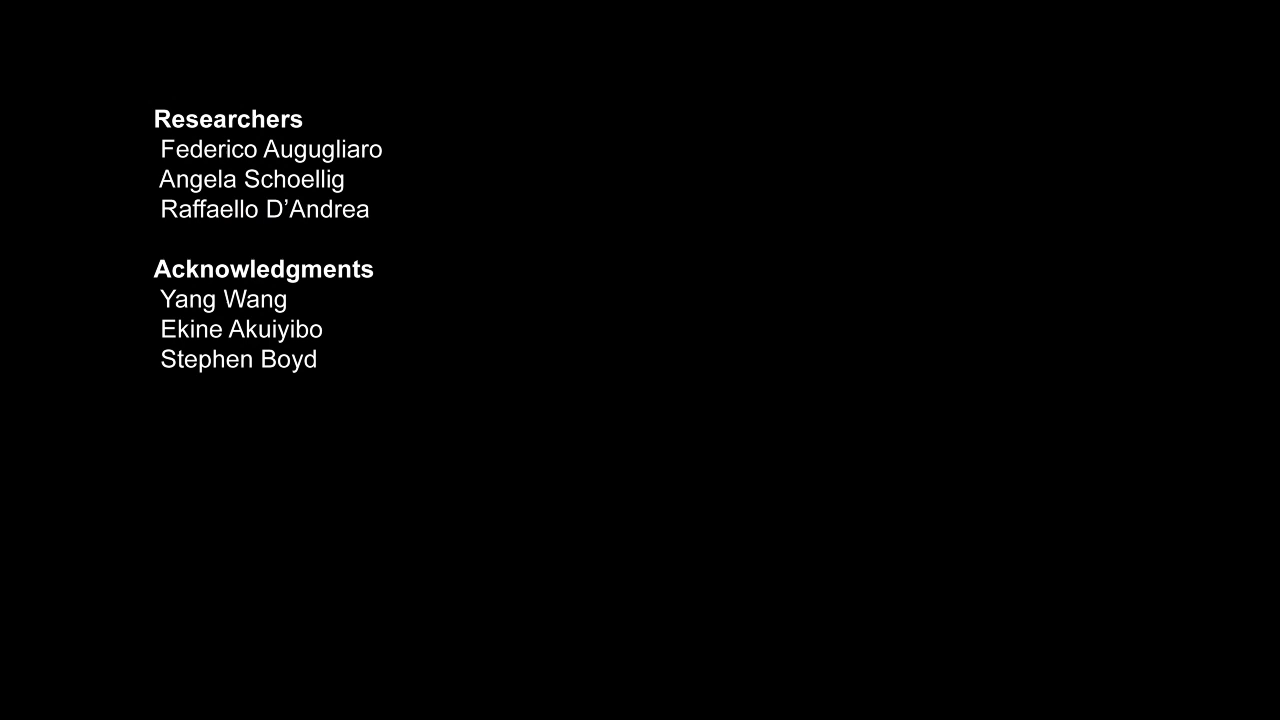 Researchers
Federico Augugliaro
Angela Schoellig
Raffaello D’Andrea
Acknowledgments
Yang Wang
Ekine Akuiyibo
Stephen Boyd